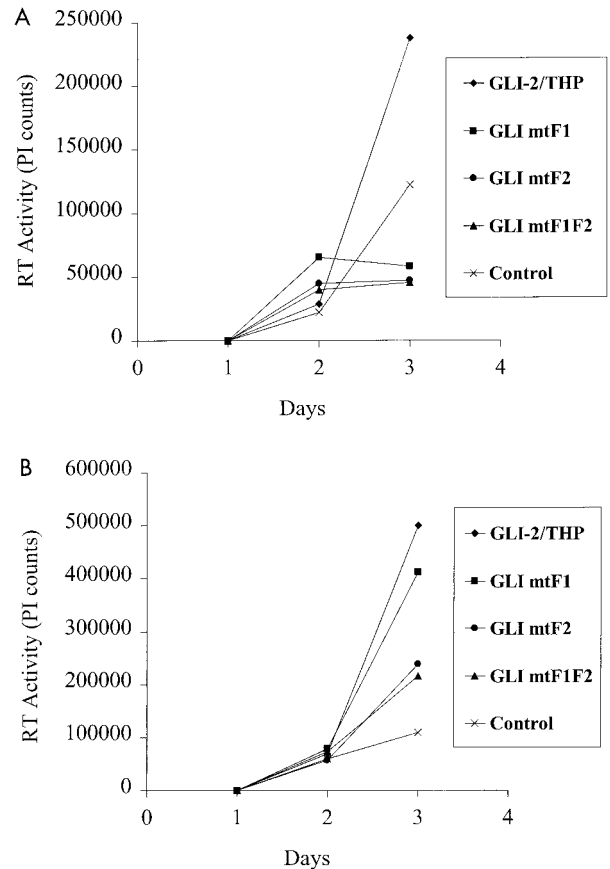 A
250000
200000
150000
100000
50000
0
0
1
2
3
4
RT Activity (PI counts)
Days
GLI-2/THP
GLI mtF1
GLI mtF2
GLI mtF1F2
Control
B
600000
500000
400000
300000
200000
100000
0
0
1
2
3
4
RT Activity (PI counts)
Days
GLI-2/THP
GLI mtF1
GLI mtF2
GLI mtF1F2
Control